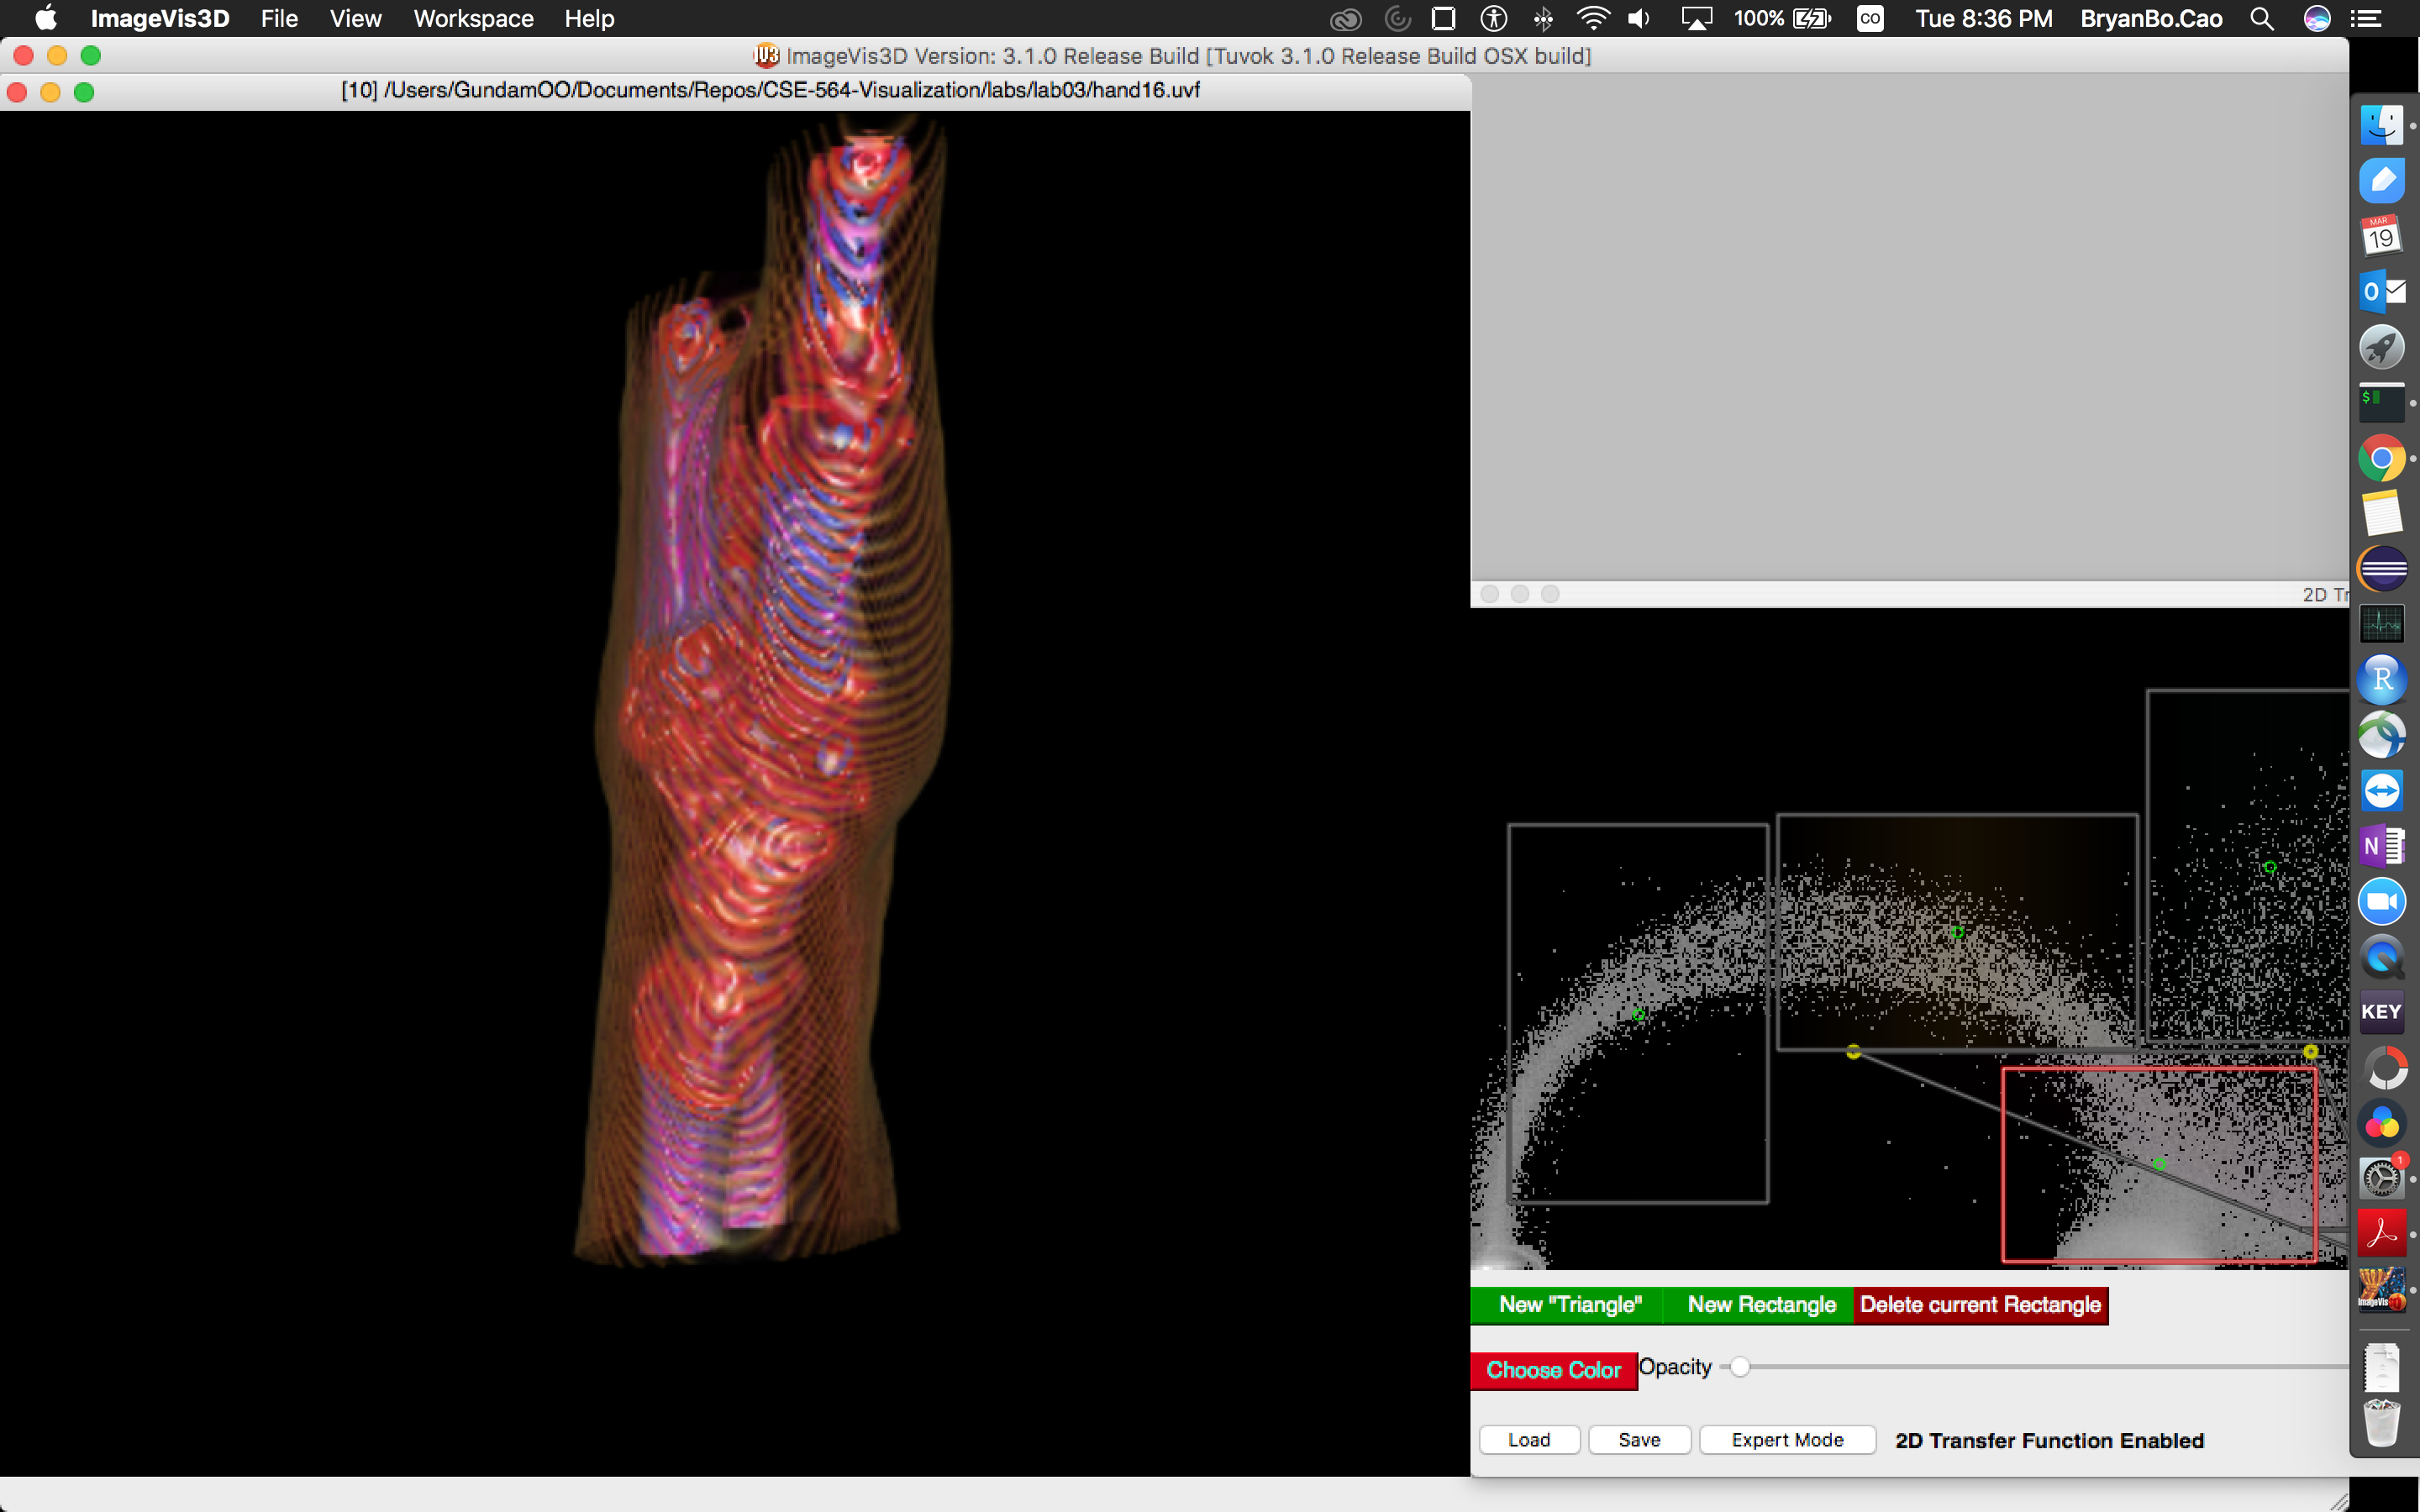 ImageVis3D File View Workspace Help 100% CO Tue 8:36 PM BryanBo.Cao
IV3 ImageVis3D Version: 3.1.0 Release Build [Tuvok 3.1.0 Release Build OSX build]
[10] /Users/GundamOO/Documents/Repos/CSE-564-Visualization/labs/lab03/hand16.uvf
MAR
19
O
$
2D Tr
R
N
KEY
1
ImageVis
New "Triangle" New Rectangle Delete current Rectangle
Choose Color Opacity
Load Save Expert Mode 2D Transfer Function Enabled